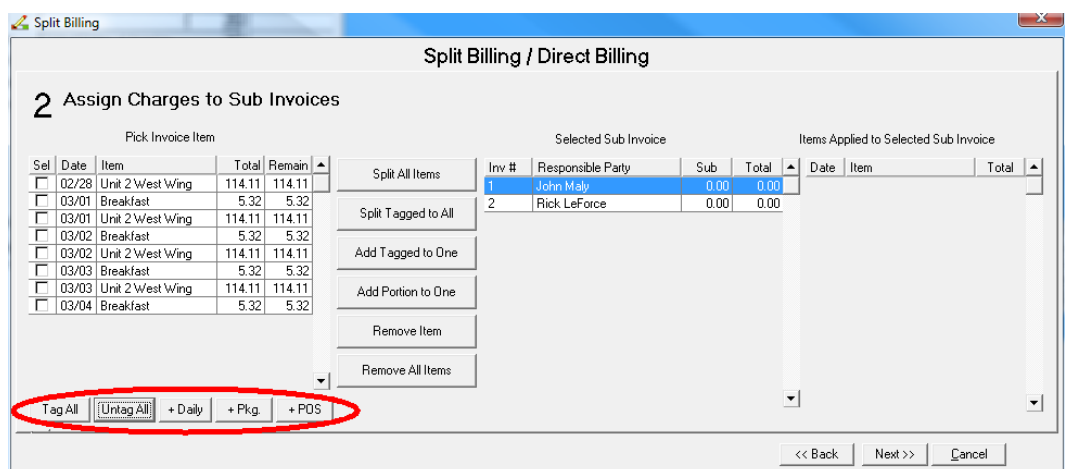 Split Billing
X
Split Billing / Direct Billing
2 Assign Charges to Sub Invoices
Pick Invoice Item
Sel Date Item Total Remain
02/28 Unit 2 West Wing 114.11 114.11
03/01 Breakfast 5.32 5.32
03/01 Unit 2 West Wing 114.11 114.11
03/02 Breakfast 5.32 5.32
03/02 Unit 2 West Wing 114.11 114.11
03/03 Breakfast 5.32 5.32
03/03 Unit 2 West Wing 114.11 114.11
03/04 Breakfast 5.32 5.32
Tag All Untag All + Daily + Pkg. + POS
Split All Items
Split Tagged to All
Add Tagged to One
Add Portion to One
Remove Item
Remove All Items
Selected Sub Invoice
Inv # Responsible Party Sub Total
1 John Maly 0.00 0.00
2 Rick LeForce 0.00 0.00
Items Applied to Selected Sub Invoice
Date Item Total
<< Back Next >> Cancel